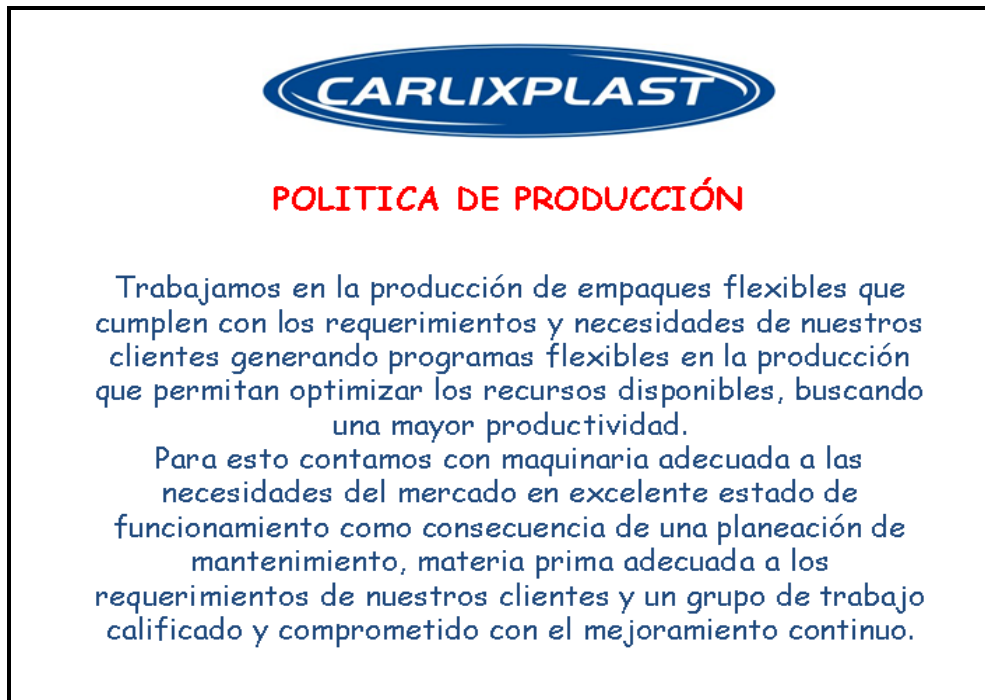 CARLIXPLAST
POLITICA DE PRODUCCIÓN
Trabajamos en la producción de empaques flexibles que
cumplen con los requerimientos y necesidades de nuestros
clientes generando programas flexibles en la producción
que permitan optimizar los recursos disponibles, buscando
una mayor productividad.
Para esto contamos con maquinaria adecuada a las
necesidades del mercado en excelente estado de
funcionamiento como consecuencia de una planeación de
mantenimiento, materia prima adecuada a los
requerimientos de nuestros clientes y un grupo de trabajo
calificado y comprometido con el mejoramiento continuo.